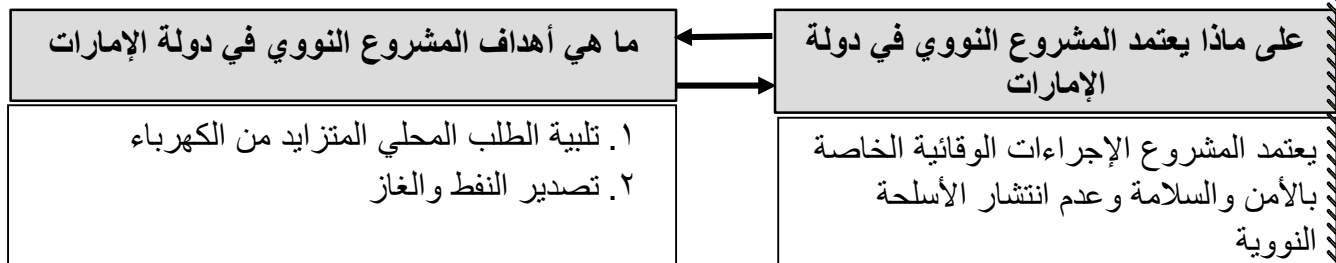 على ماذا يعتمد المشروع النووي في دولة
الإمارات
يعتمد المشروع الإجراءات الوقائية الخاصة
بالأمن والسلامة وعدم انتشار الأسلحة
النووية
ما هي أهداف المشروع النووي في دولة الإمارات
١. تلبية الطلب المحلي المتزايد من الكهرباء
٢. تصدير النفط والغاز